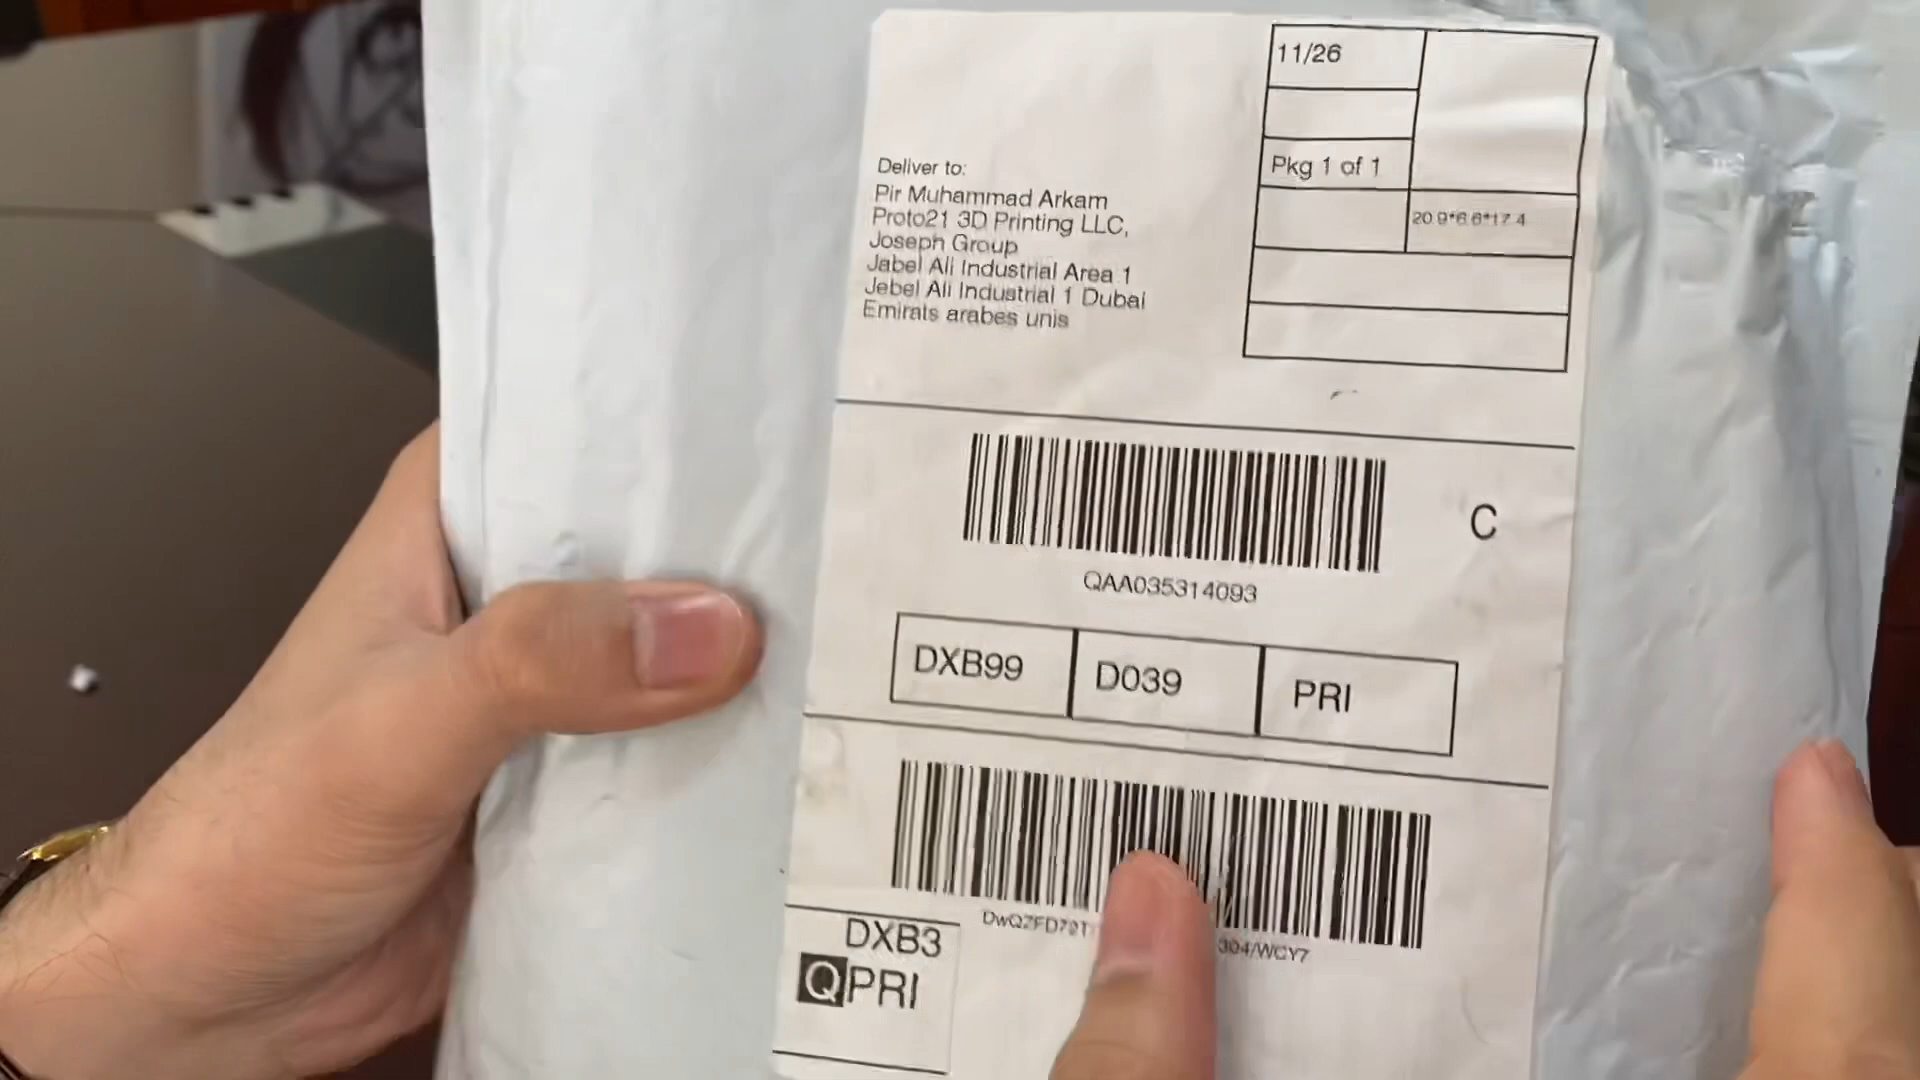 11/26
Pkg 1 of 1
20.9*6.6*17.4
Deliver to:
Pir Muhammad Arkam
Proto21 3D Printing LLC,
Joseph Group
Jabel Ali Industrial Area 1
Jebel Ali Industrial 1 Dubai
Emirats arabes unis
C
QAA035314093
DXB99 D039 PRI
304/WCY7
DXB3
QPRI